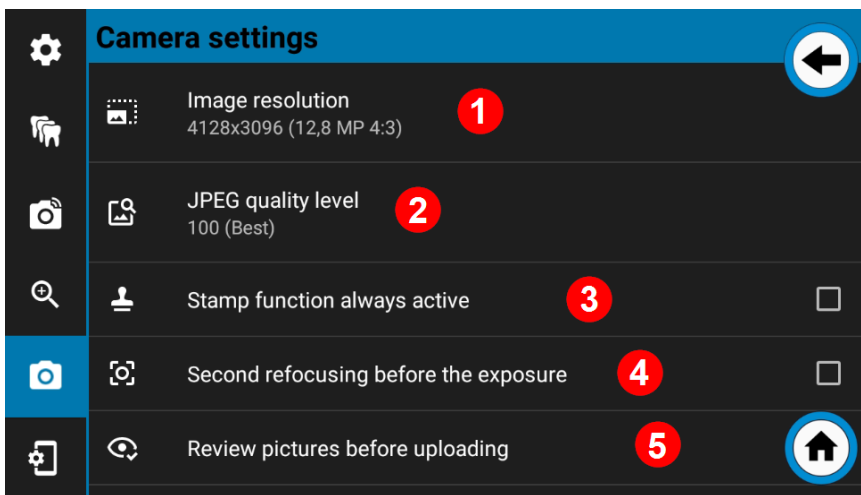 Camera settings
Image resolution
1
4128x3096 (12,8 MP 4:3)
JPEG quality level
2
100 (Best)
Stamp function always active
3
Second refocusing before the exposure
4
Review pictures before uploading
5